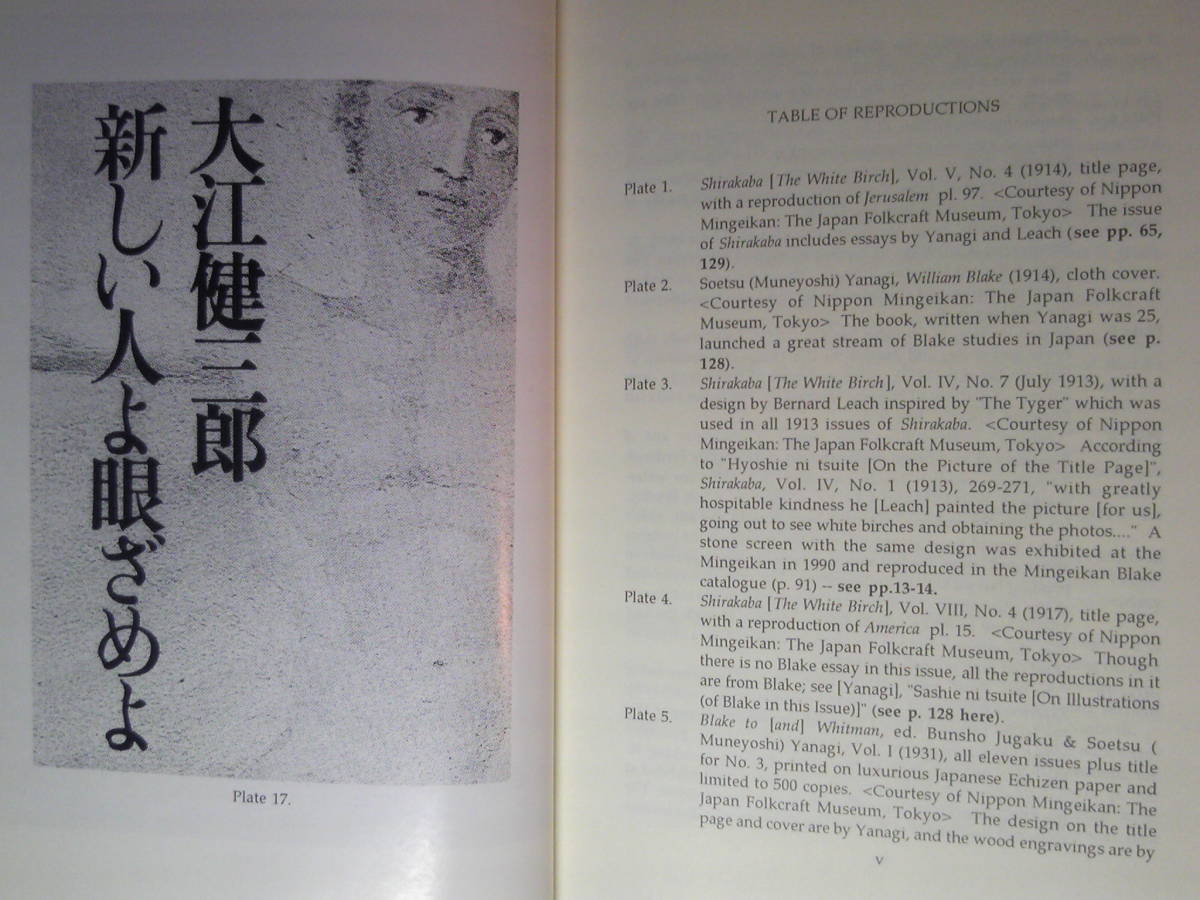 大江健三郎
新しい人よ眼ざめよ
Plate 17.
TABLE OF REPRODUCTIONS
Plate 1. Shirakaba [The White Birch], Vol. V, No. 4 (1914), title page,
with a reproduction of Jerusalem pl. 97. <Courtesy of Nippon
Mingeikan: The Japan Folkcraft Museum, Tokyo> The issue
of Shirakaba includes essays by Yanagi and Leach (see pp. 65,
129).
Plate 2. Soetsu (Muneyoshi) Yanagi, William Blake (1914), cloth cover.
<Courtesy of Nippon Mingeikan: The Japan Folkcraft
Museum, Tokyo> The book, written when Yanagi was 25,
launched a great stream of Blake studies in Japan (see p.
128).
Plate 3. Shirakaba [The White Birch], Vol. IV, No. 7 (July 1913), with a
design by Bernard Leach inspired by "The Tyger" which was
used in all 1913 issues of Shirakaba. <Courtesy of Nippon
Mingeikan: The Japan Folkcraft Museum, Tokyo> According
to "Hyoshie ni tsuite [On the Picture of the Title Page]",
Shirakaba, Vol. IV, No. 1 (1913), 269-271, "with greatly
hospitable kindness he [Leach] painted the picture [for us],
going out to see white birches and obtaining the photos...." A
stone screen with the same design was exhibited at the
Mingeikan in 1990 and reproduced in the Mingeikan Blake
catalogue (p. 91) -- see pp.13-14.
Plate 4. Shirakaba [The White Birch], Vol. VIII, No. 4 (1917), title page,
with a reproduction of America pl. 15. <Courtesy of Nippon
Mingeikan: The Japan Folkcraft Museum, Tokyo> Though
there is no Blake essay in this issue, all the reproductions in it
are from Blake; see [Yanagi], "Sashie ni tsuite [On Illustrations
(of Blake in this Issue)]" (see p. 128 here).
Plate 5. Blake to [and] Whitman, ed. Bunsho Jugaku & Soetsu (
Muneyoshi) Yanagi, Vol. I (1931), all eleven issues plus title
for No. 3, printed on luxurious Japanese Echizen paper and
limited to 500 copies. <Courtesy of Nippon Mingeikan: The
Japan Folkcraft Museum, Tokyo> The design on the title
page and cover are by Yanagi, and the wood engravings are by
v